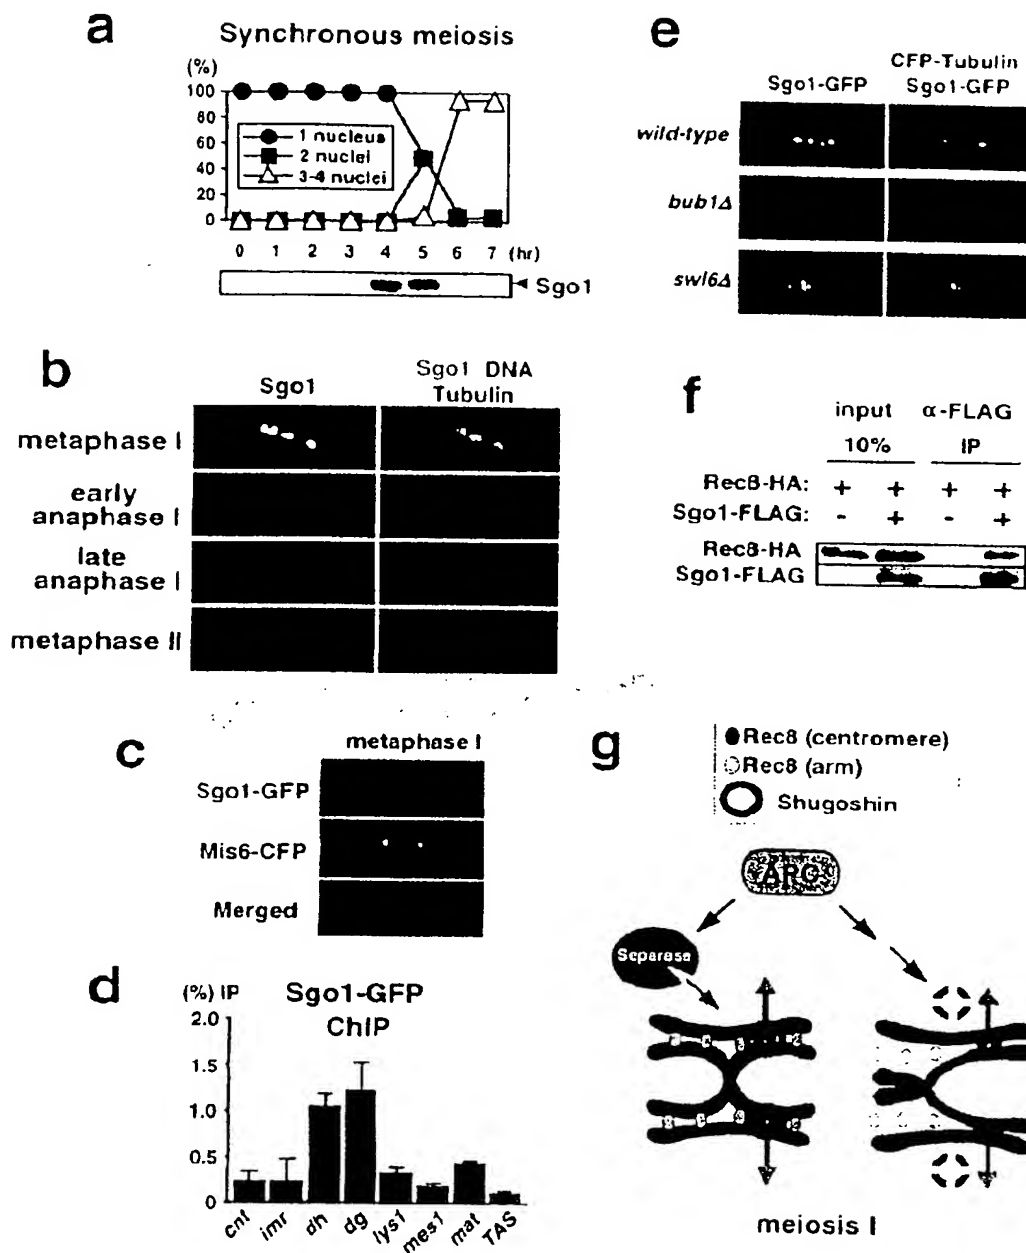 a
Synchronous meiosis
(%)
100
80
60
40
20
0
1 nucleus
2 nuclei
3-4 nuclei
0 1 2 3 4 5 6 7 (hr)
Sgo1
b
Sgo1
Sgo1 DNA
Tubulin
metaphase I
early
anaphase I
late
anaphase I
metaphase II
c
metaphase I
Sgo1-GFP
Mis6-CFP
Merged
d
(%) IP
Sgo1-GFP
ChIP
2.0
1.5
1.0
0.5
0
cnt imr dh dg lys1 mes1 mat TAS
e
Sgo1-GFP
CFP-Tubulin
Sgo1-GFP
wild-type
bub1Δ
swi6Δ
f
input α-FLAG
10% IP
Rec8-HA: + + + +
Sgo1-FLAG: - + - +
Rec8-HA
Sgo1-FLAG
g
Rec8 (centromere)
Rec8 (arm)
Shugoshin
APC
Separase
meiosis I